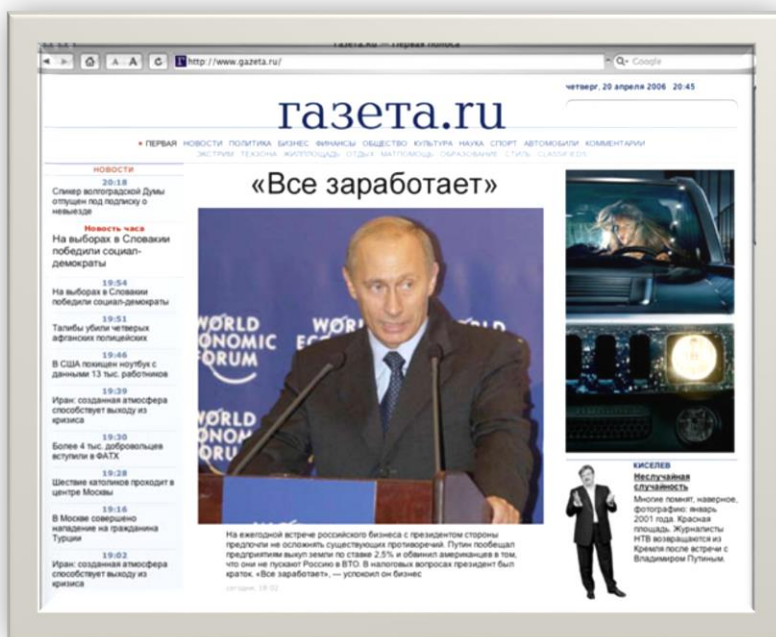 http://www.gazeta.ru/
Google
четверг, 20 апреля 2006 20:45
газета.ru
ПЕРВАЯ НОВОСТИ ПОЛИТИКА БИЗНЕС ФИНАНСЫ ОБЩЕСТВО КУЛЬТУРА НАУКА СПОРТ АВТОМОБИЛИ КОММЕНТАРИИ
ЭКСТРИМ ТЕХЗОНА ЖИЛПЛОЩАДЬ ОТДЫХ МАТПОМОЩЬ ОБРАЗОВАНИЕ СТИЛЬ CLASSIFIEDS
НОВОСТИ
20:18
Спикер волгоградской Думы
отпущен под подписку о
невыезде
Новость часа
На выборах в Словакии
победили социал-
демократы
19:54
На выборах в Словакии
победили социал-демократы
19:51
Талибы убили четверых
афганских полицейских
19:46
В США похищен ноутбук с
данными 13 тыс. работников
19:39
Иран: созданная атмосфера
способствует выходу из
кризиса
19:30
Более 4 тыс. добровольцев
вступили в ФАТХ
19:28
Шествие католиков проходит в
центре Москвы
19:16
В Москве совершено
нападение на гражданина
Турции
19:02
Иран: созданная атмосфера
способствует выходу из
кризиса
«Все заработает»
WORLD
ECONOMIC
FORUM
На ежегодной встрече российского бизнеса с президентом стороны
предпочли не осложнять существующих противоречий. Путин пообещал
предприятиям выкуп земли по ставке 2,5% и обвинил американцев в том,
что они не пускают Россию в ВТО. В налоговых вопросах президент был
краток. «Все заработает», — успокоил он бизнес
КИСЕЛЕВ
Неслучайная
случайность
Многие помнят, наверное,
фотографию: январь
2001 года. Красная
площадь. Журналисты
НТВ возвращаются из
Кремля после встречи с
Владимиром Путиным.